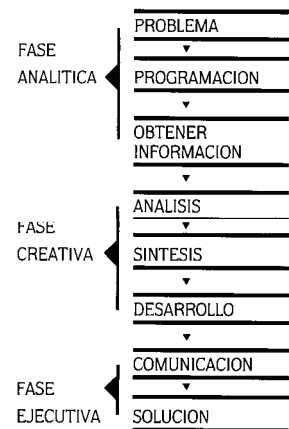 PROBLEMA
FASE
ANALITICA
PROGRAMACION
OBTENER
INFORMACION
ANALISIS
FASE
CREATIVA
SINTESIS
DESARROLLO
COMUNICACION
FASE
EJECUTIVA
SOLUCION